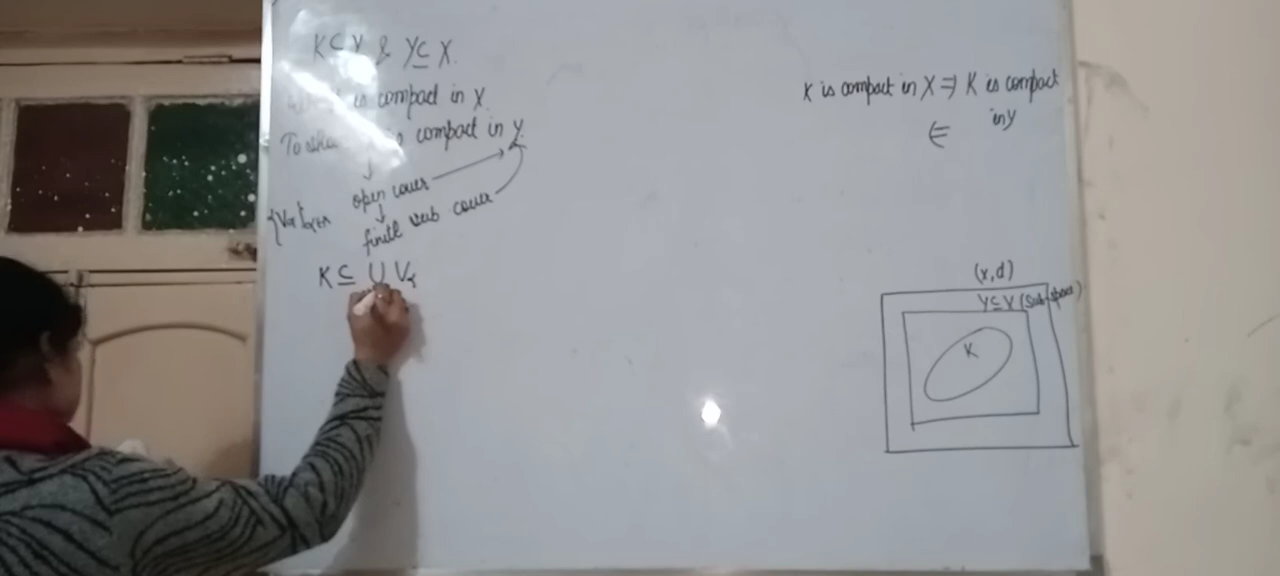 K ⊆ Y & Y ⊆ X.
is compact in X.
To compact in Y
↓
open cover
{Vα}α∈Λ
↓
finite sub cover
K ⊆ ∪ Vα
K is compact in X ⇒ K is compact
in Y
⇐
(x,d)
Y⊆X (Sub-space)
K